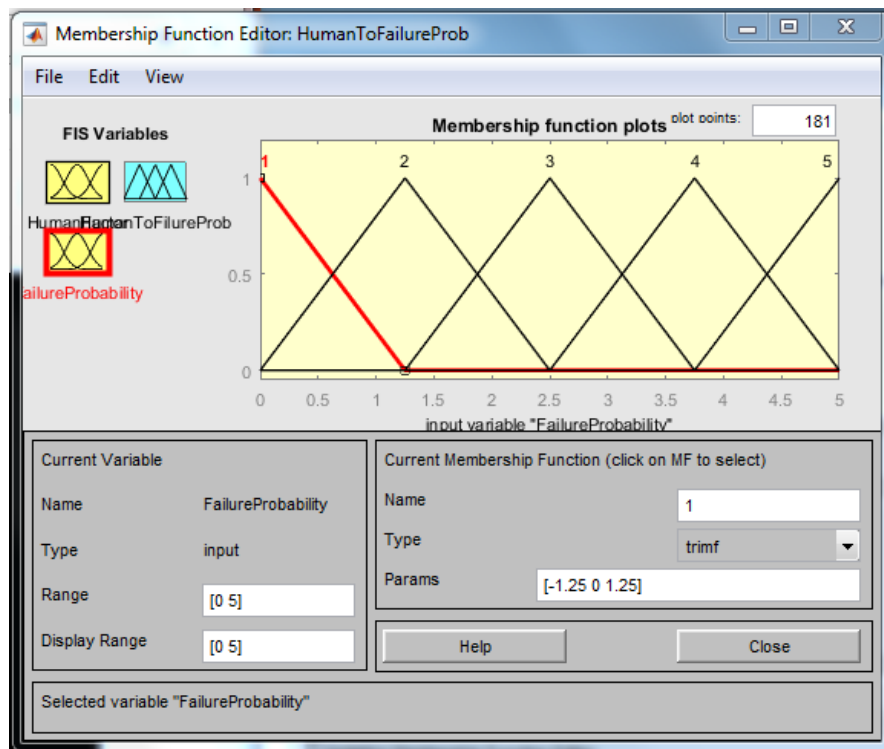 Membership Function Editor: HumanToFailureProb
File Edit View
FIS Variables
Membership function plots plot points: 181
1 2 3 4 5
1
HumanToFilureProb
ailureProbability
0.5
0
0 0.5 1 1.5 2 2.5 3 3.5 4 4.5 5
input variable "FailureProbability"
Current Variable
Name FailureProbability
Type input
Range [0 5]
Display Range [0 5]
Current Membership Function (click on MF to select)
Name 1
Type trimf
Params [-1.25 0 1.25]
Help Close
Selected variable "FailureProbability"